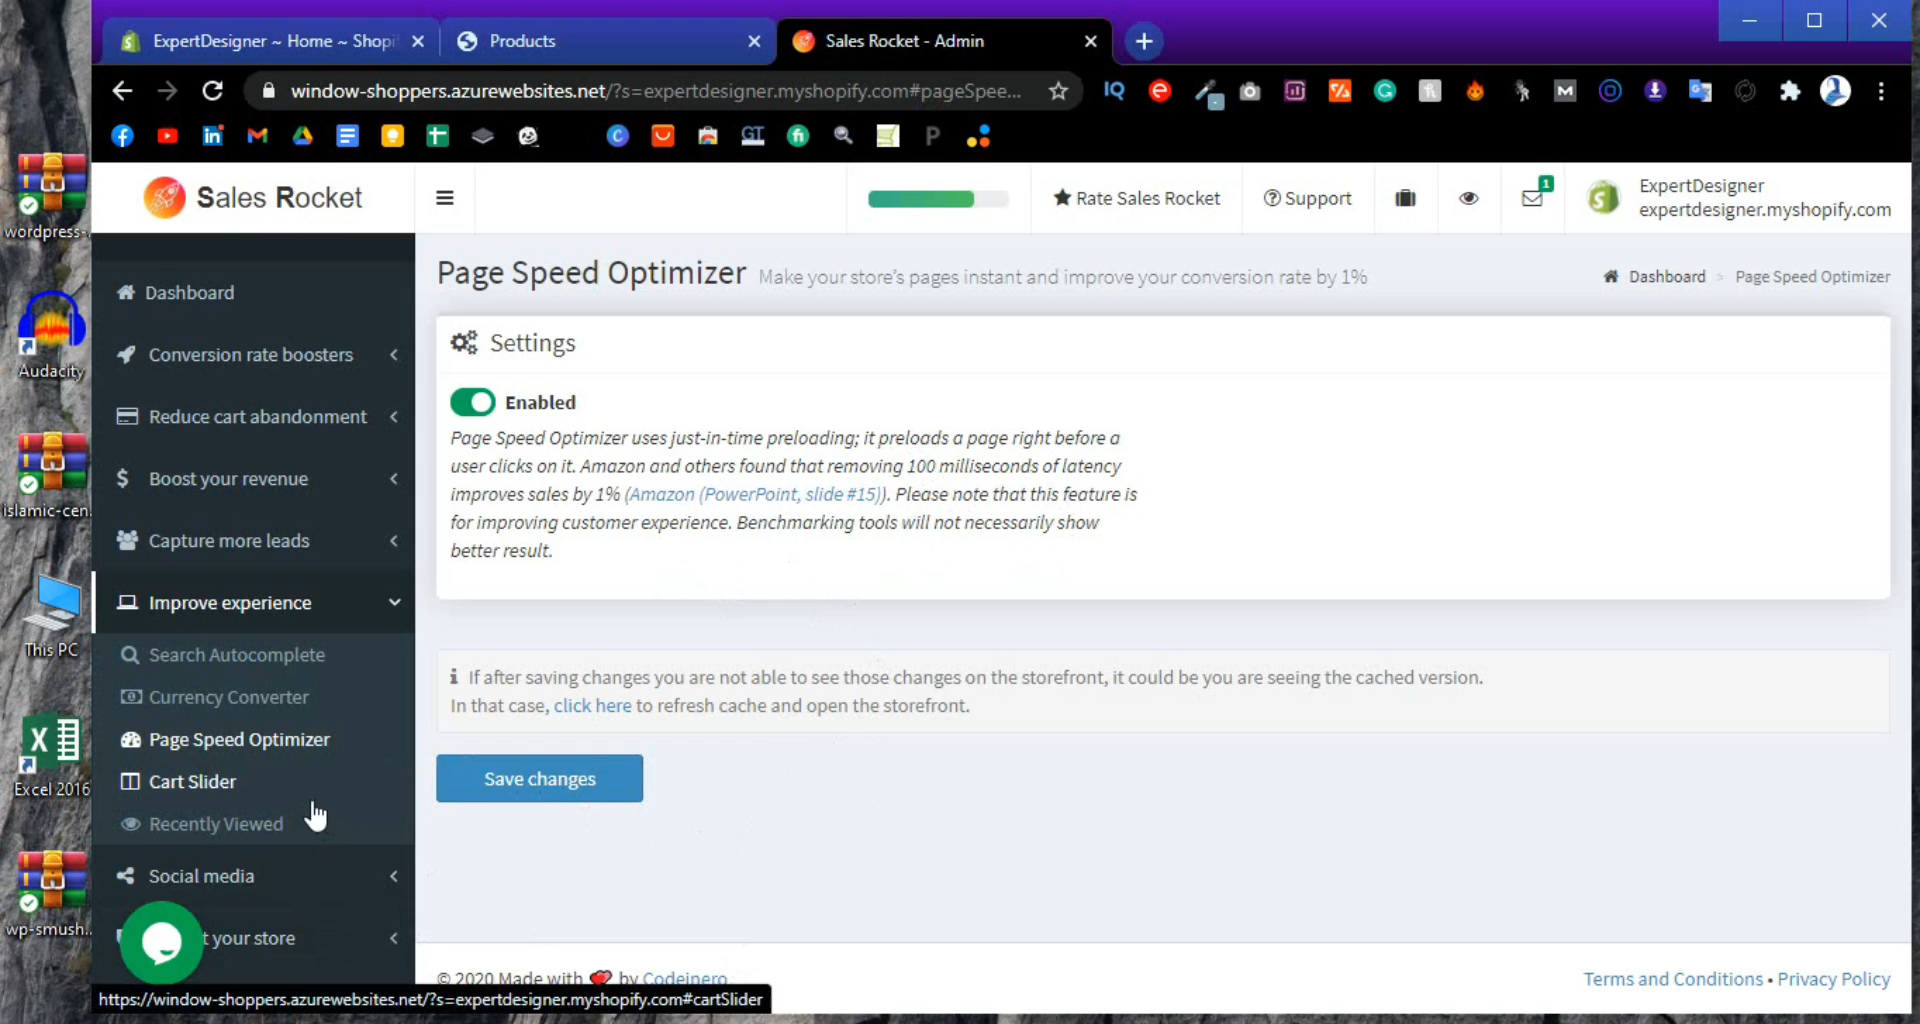 ExpertDesigner ~ Home ~ Shopi
Products
Sales Rocket - Admin
window-shoppers.azurewebsites.net/?s=expertdesigner.myshopify.com#pageSpee...
Sales Rocket
Rate Sales Rocket
Support
1
ExpertDesigner
expertdesigner.myshopify.com
Dashboard
Conversion rate boosters
Reduce cart abandonment
Boost your revenue
Capture more leads
Improve experience
Search Autocomplete
Currency Converter
Page Speed Optimizer
Cart Slider
Recently Viewed
Social media
t your store
Page Speed Optimizer Make your store's pages instant and improve your conversion rate by 1%
Dashboard > Page Speed Optimizer
Settings
Enabled
Page Speed Optimizer uses just-in-time preloading; it preloads a page right before a
user clicks on it. Amazon and others found that removing 100 milliseconds of latency
improves sales by 1% (Amazon (PowerPoint, slide #15)). Please note that this feature is
for improving customer experience. Benchmarking tools will not necessarily show
better result.
If after saving changes you are not able to see those changes on the storefront, it could be you are seeing the cached version.
In that case, click here to refresh cache and open the storefront.
Save changes
© 2020 Made with by Codeinero
Terms and Conditions • Privacy Policy
https://window-shoppers.azurewebsites.net/?s=expertdesigner.myshopify.com#cartSlider
wordpress-
Audacity
islamic-cen.
This PC
Excel 2016
wp-smush..